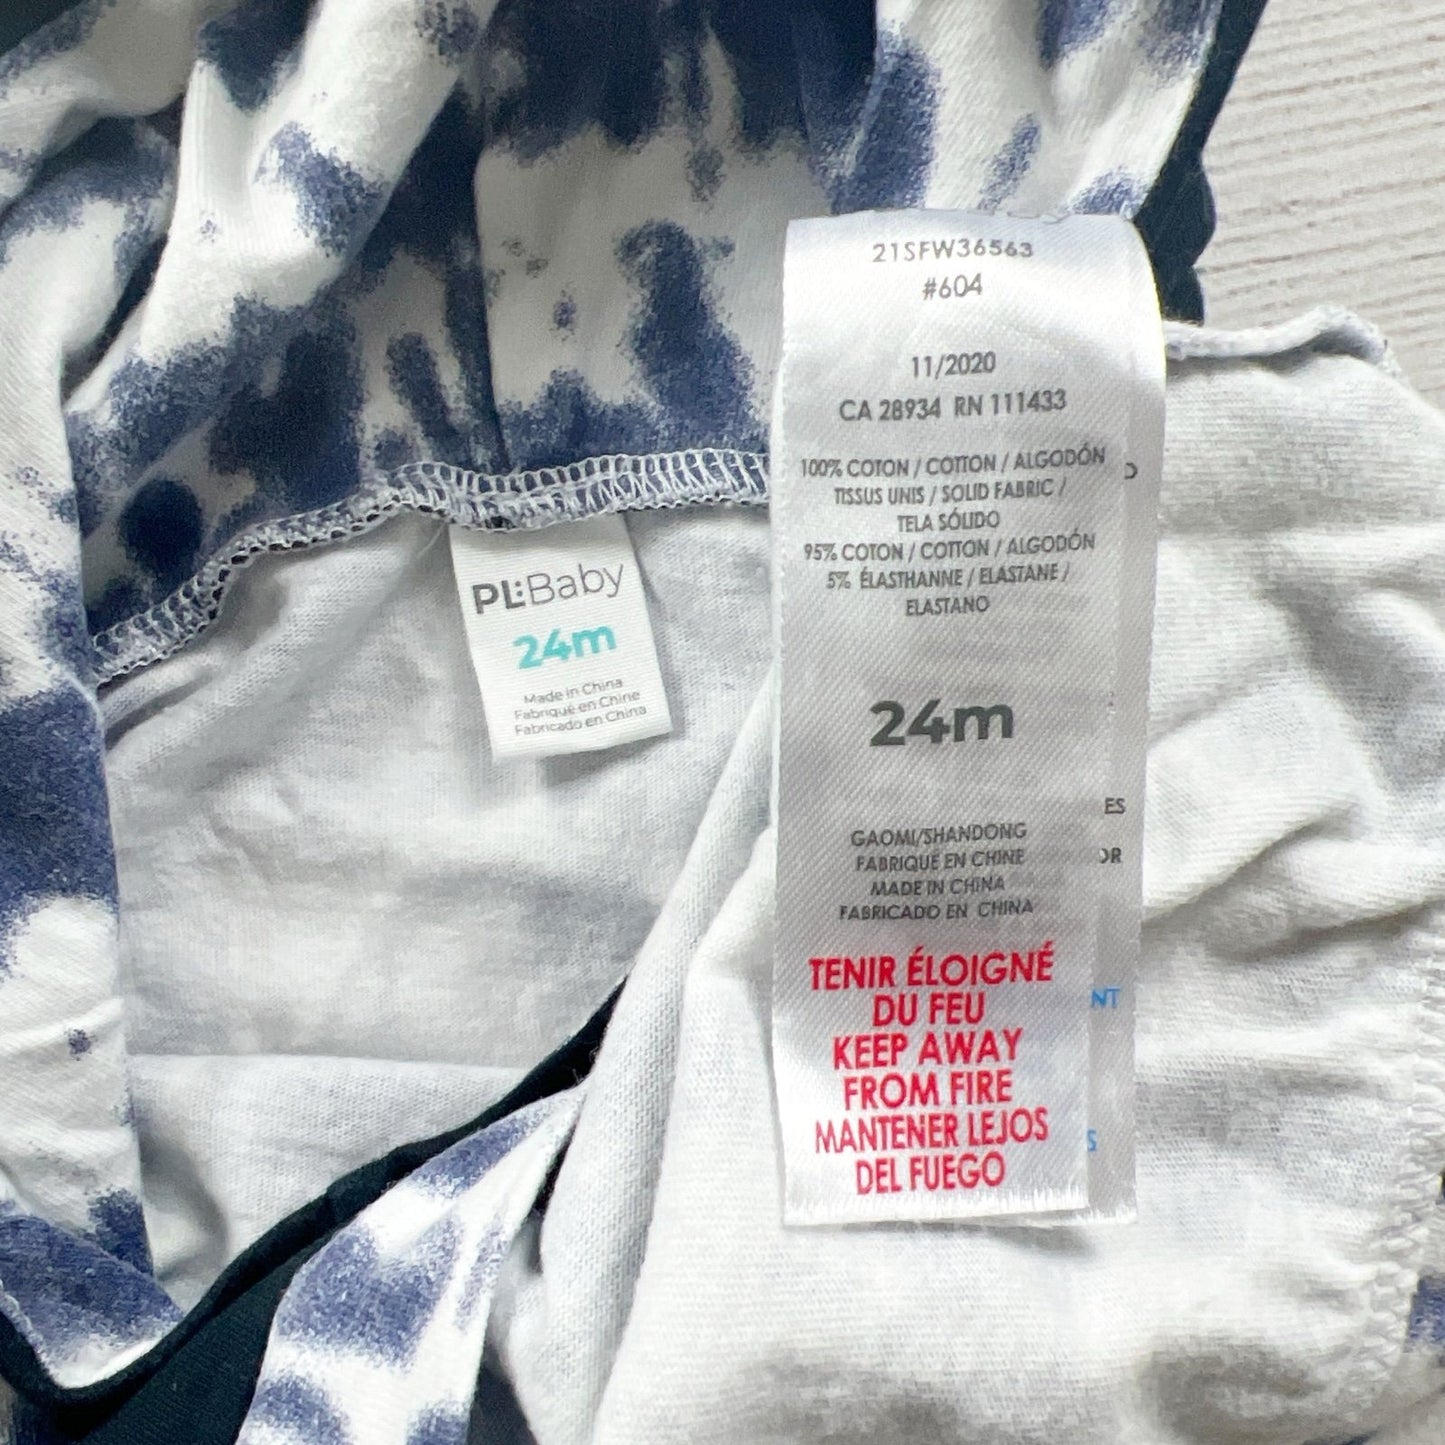 PL:Baby
24m
Made in China
Fabriqué en Chine
Fabricado en China
21SFW36563
#604
11/2020
CA 28934 RN 111433
100% COTON / COTTON / ALGODÓN
TISSUS UNIS / SOLID FABRIC /
TELA SÓLIDO
95% COTON / COTTON / ALGODÓN
5% ÉLASTHANNE / ELASTANE /
ELASTANO
24m
GAOMI/SHANDONG
FABRIQUÉ EN CHINE
MADE IN CHINA
FABRICADO EN CHINA
TENIR ÉLOIGNÉ
DU FEU
KEEP AWAY
FROM FIRE
MANTENER LEJOS
DEL FUEGO
ES
NT